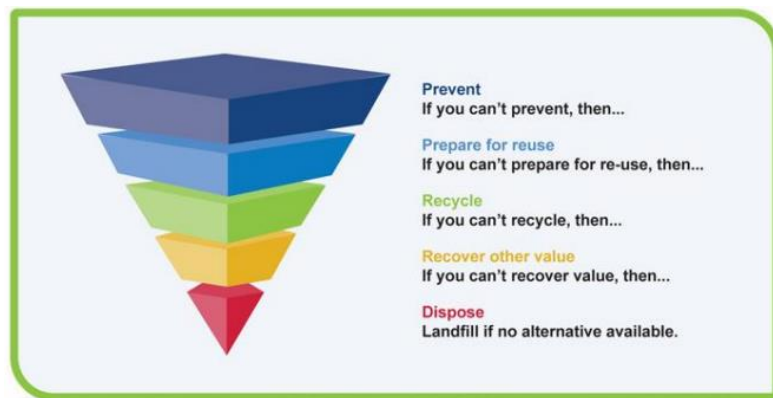 Prevent
If you can't prevent, then...
Prepare for reuse
If you can't prepare for re-use, then...
Recycle
If you can't recycle, then...
Recover other value
If you can't recover value, then...
Dispose
Landfill if no alternative available.